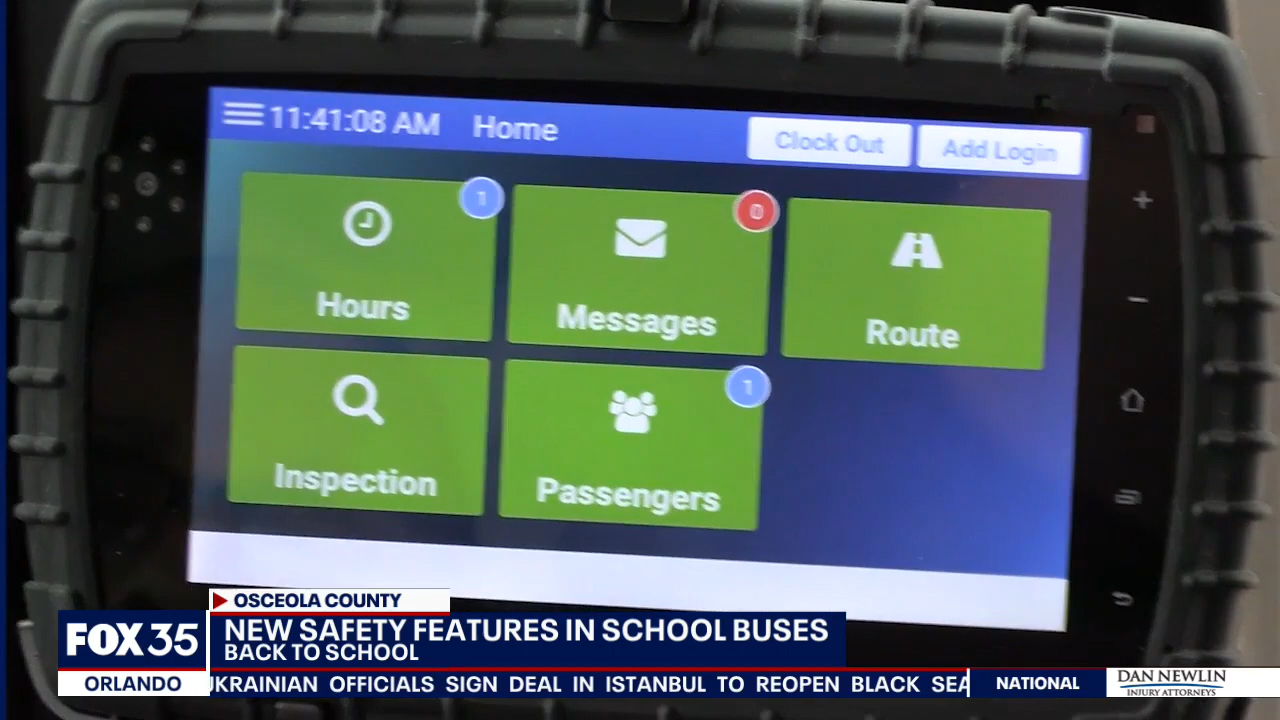 11:41:08 AM Home Clock Out Add Login
1 0
Hours Messages Route
1
Inspection Passengers
OSCEOLA COUNTY
FOX 35 NEW SAFETY FEATURES IN SCHOOL BUSES
BACK TO SCHOOL
ORLANDO UKRAINIAN OFFICIALS SIGN DEAL IN ISTANBUL TO REOPEN BLACK SEA NATIONAL DAN NEWLIN
INJURY ATTORNEYS